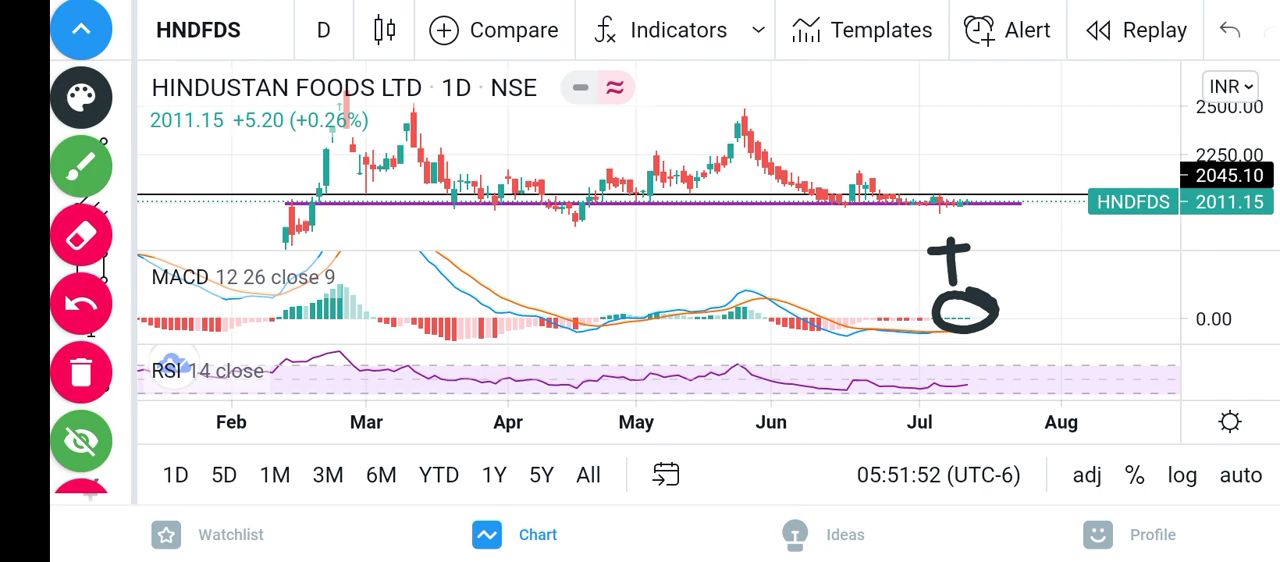 HNDFDS D Compare Indicators Templates Alert Replay
HINDUSTAN FOODS LTD · 1D · NSE
INR
2011.15 +5.20 (+0.26%)
2500.00
2250.00
2045.10
HNDFDS 2011.15
MACD 12 26 close 9
0.00
RSI 14 close
Feb Mar Apr May Jun Jul Aug
1D 5D 1M 3M 6M YTD 1Y 5Y All 05:51:52 (UTC-6) adj % log auto
Watchlist Chart Ideas Profile